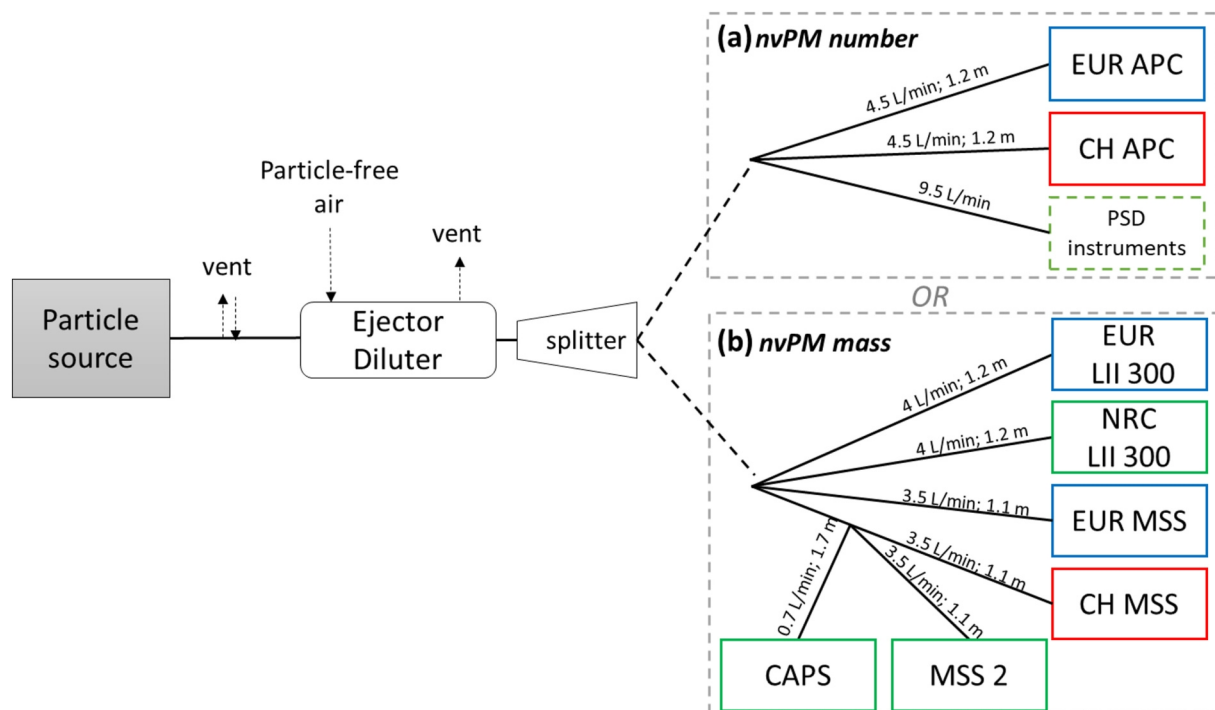 Particle
source
vent
Particle-free
air
Ejector
Diluter
vent
splitter
(a) nvPM number
4.5 L/min; 1.2 m
EUR APC
4.5 L/min; 1.2 m
CH APC
9.5 L/min
PSD
instruments
OR
(b) nvPM mass
4 L/min; 1.2 m
EUR
LII 300
4 L/min; 1.2 m
NRC
LII 300
3.5 L/min; 1.1 m
EUR MSS
3.5 L/min; 1.1 m
CH MSS
0.7 L/min; 1.7 m
CAPS
3.5 L/min; 1.1 m
MSS 2